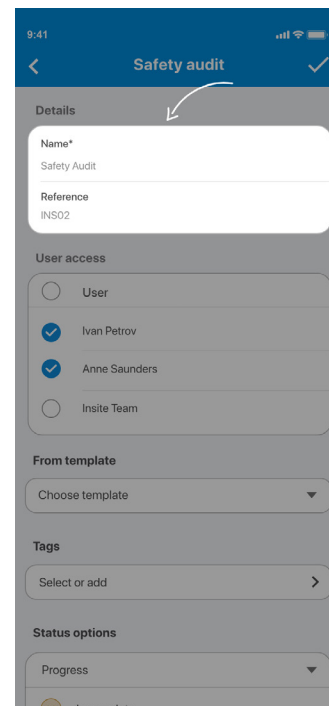 9:41
Safety audit
Details
Name*
Safety Audit
Reference
INS02
User access
User
Ivan Petrov
Anne Saunders
Insite Team
From template
Choose template
Tags
Select or add
Status options
Progress